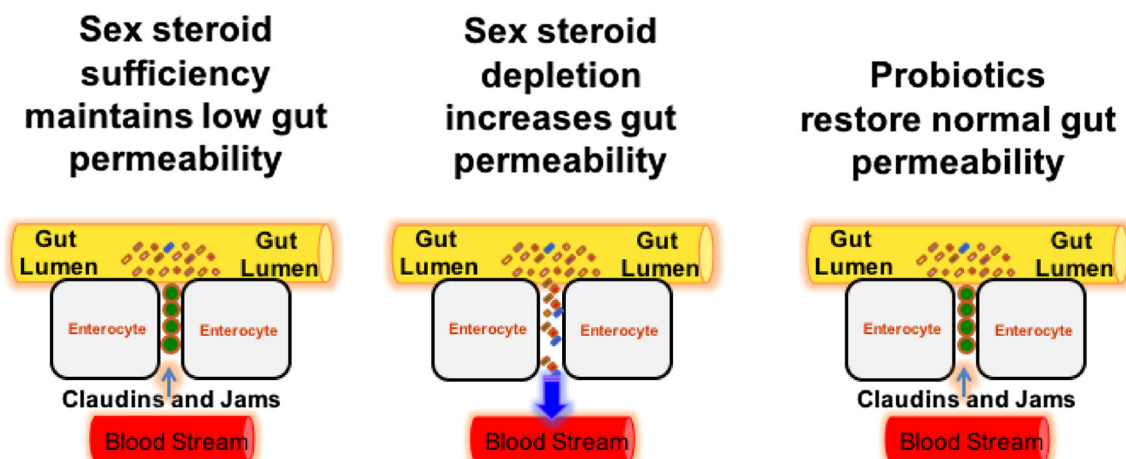 Sex steroid
sufficiency
maintains low gut
permeability
Gut
Lumen
Gut
Lumen
Enterocyte
Enterocyte
Claudins and Jams
Blood Stream
Sex steroid
depletion
increases gut
permeability
Gut
Lumen
Gut
Lumen
Enterocyte
Enterocyte
Blood Stream
Probiotics
restore normal gut
permeability
Gut
Lumen
Gut
Lumen
Enterocyte
Enterocyte
Claudins and Jams
Blood Stream